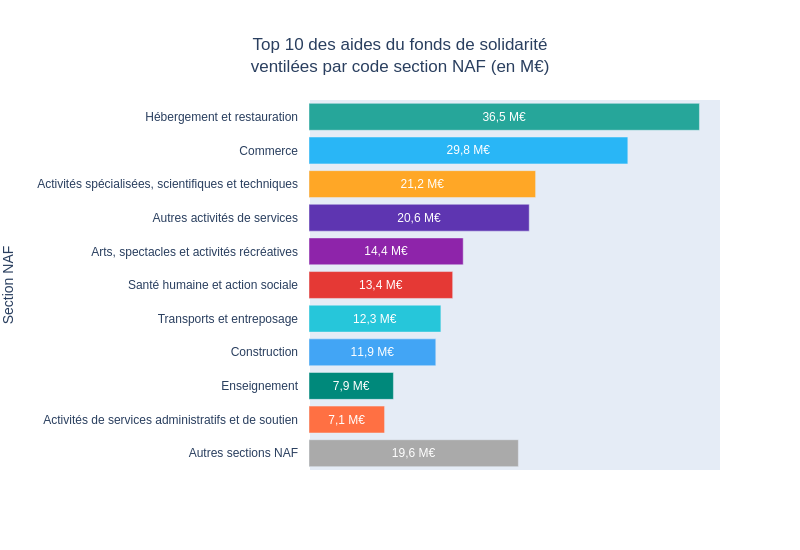 Top 10 des aides du fonds de solidarité
ventilées par code section NAF (en M€)
Section NAF
Hébergement et restauration 36,5 M€
Commerce 29,8 M€
Activités spécialisées, scientifiques et techniques 21,2 M€
Autres activités de services 20,6 M€
Arts, spectacles et activités récréatives 14,4 M€
Santé humaine et action sociale 13,4 M€
Transports et entreposage 12,3 M€
Construction 11,9 M€
Enseignement 7,9 M€
Activités de services administratifs et de soutien 7,1 M€
Autres sections NAF 19,6 M€